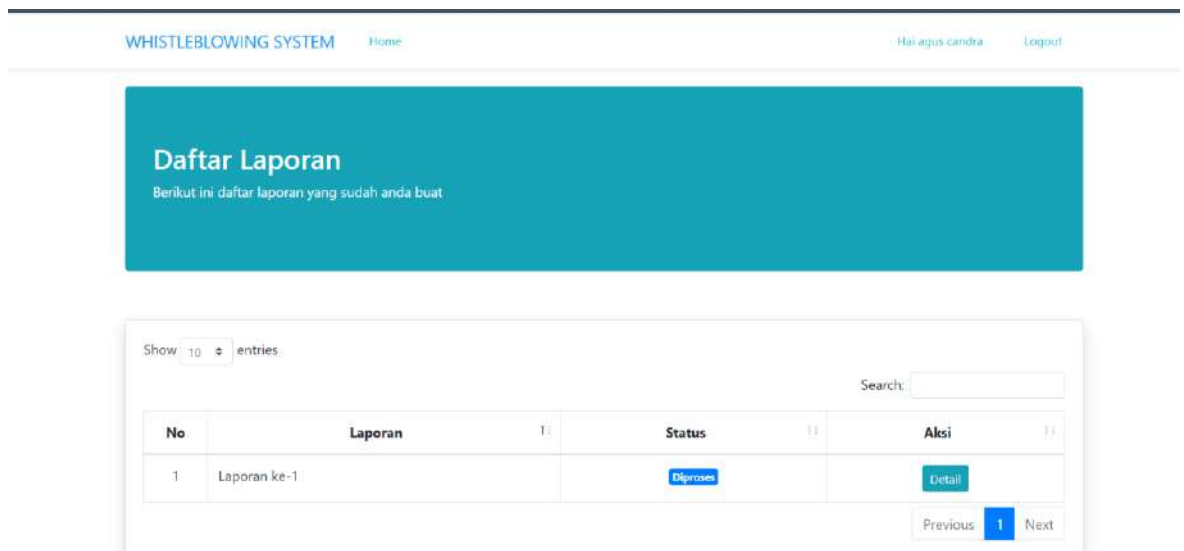 WHISTLEBLOWING SYSTEM Home Hai agus candra Logout
Daftar Laporan
Berikut ini daftar laporan yang sudah anda buat
Show 10 entries
Search:
No Laporan Status Aksi
1 Laporan ke-1 Diproses Detail
Previous 1 Next